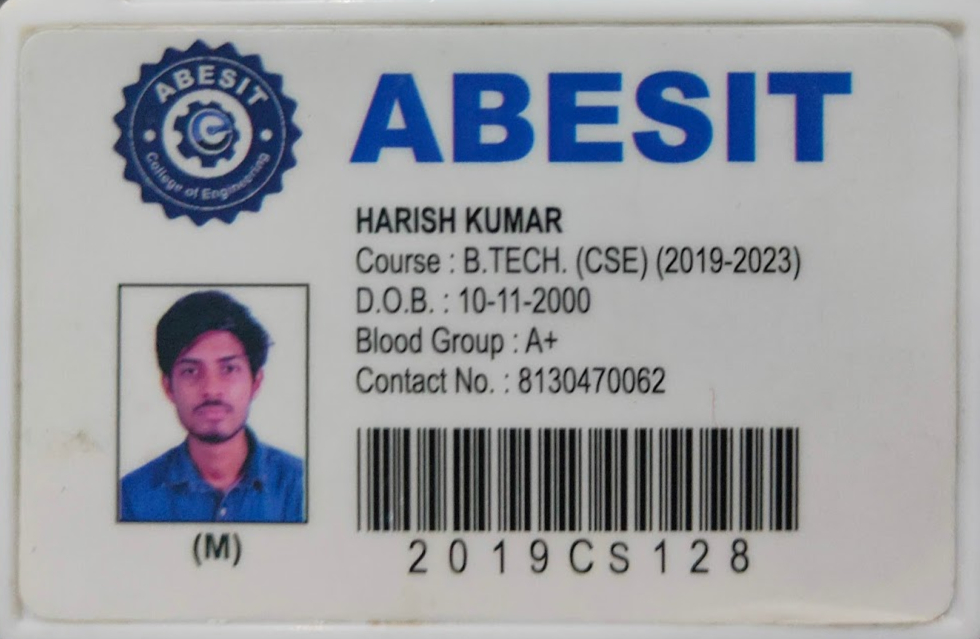 ABESIT
College of Engineering
ABESIT
HARISH KUMAR
Course : B.TECH. (CSE) (2019-2023)
D.O.B. : 10-11-2000
Blood Group : A+
Contact No. : 8130470062
(M)
2019CS128